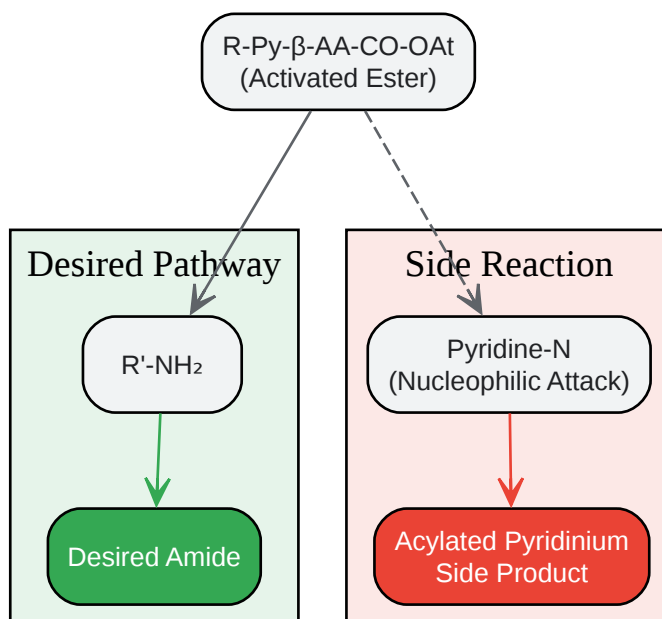 R-Py-β-AA-CO-OAt
(Activated Ester)
Desired Pathway
Side Reaction
R'-NH₂
Pyridine-N
(Nucleophilic Attack)
Desired Amide
Acylated Pyridinium
Side Product